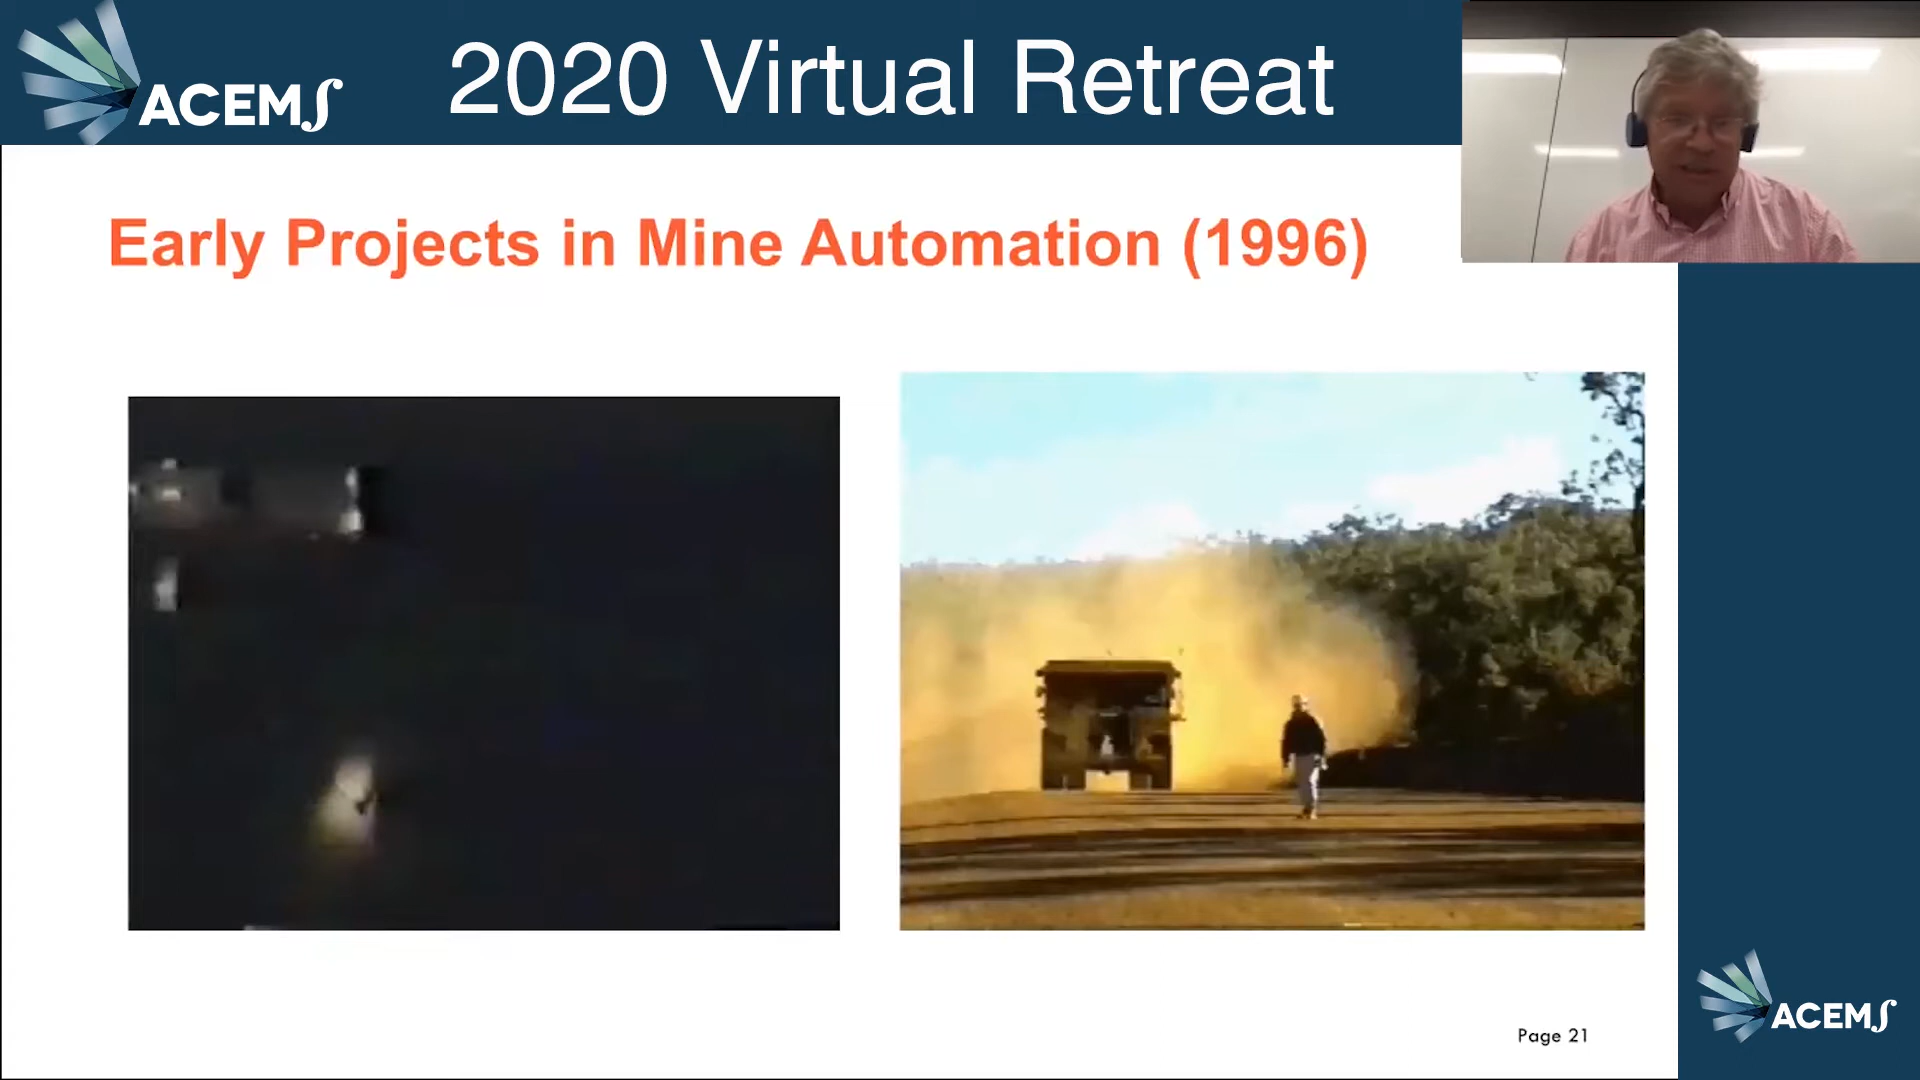 ACEMS
2020 Virtual Retreat
Early Projects in Mine Automation (1996)
Page 21
ACEMS